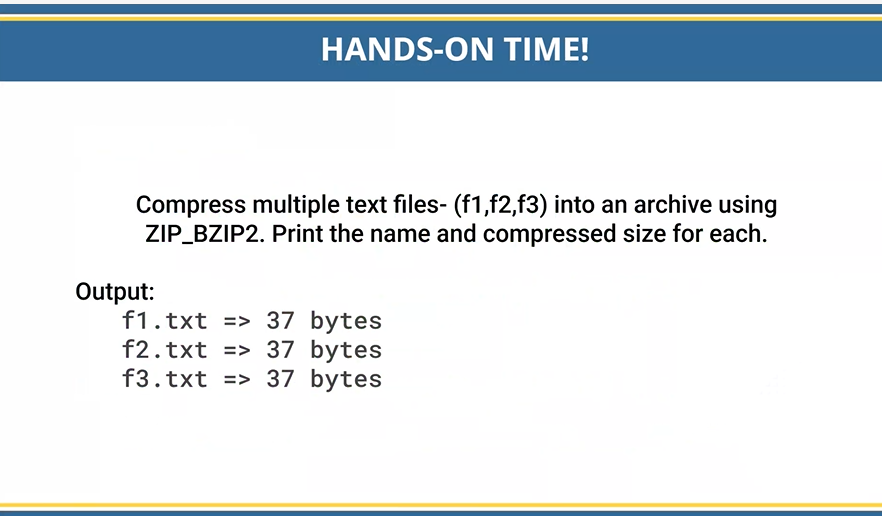 HANDS-ON TIME!
Compress multiple text files- (f1,f2,f3) into an archive using
ZIP_BZIP2. Print the name and compressed size for each.
Output:
f1.txt => 37 bytes
f2.txt => 37 bytes
f3.txt => 37 bytes